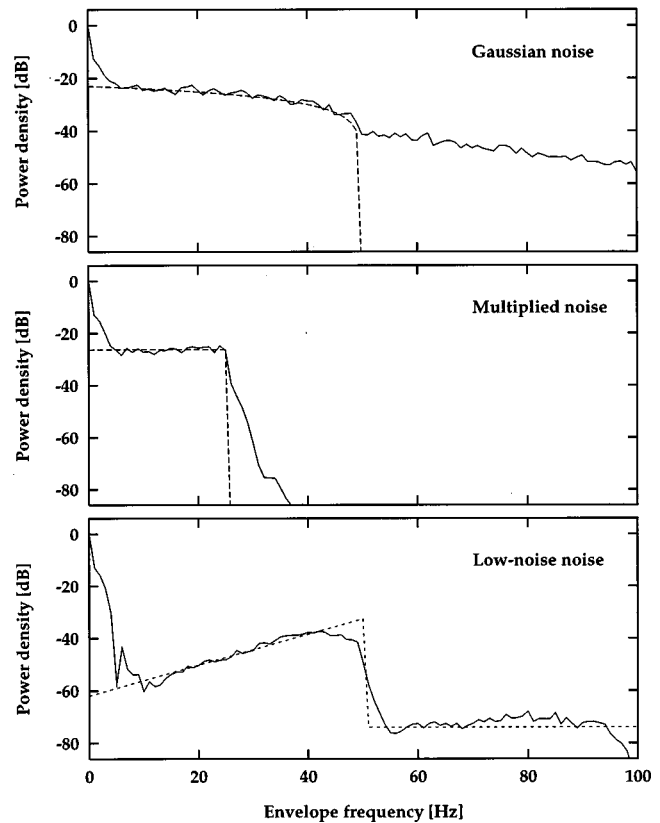 Gaussian noise
Power density [dB]
0
-20
-40
-60
-80
Multiplied noise
Power density [dB]
0
-20
-40
-60
-80
Low-noise noise
Power density [dB]
0
-20
-40
-60
-80
0 20 40 60 80 100
Envelope frequency [Hz]